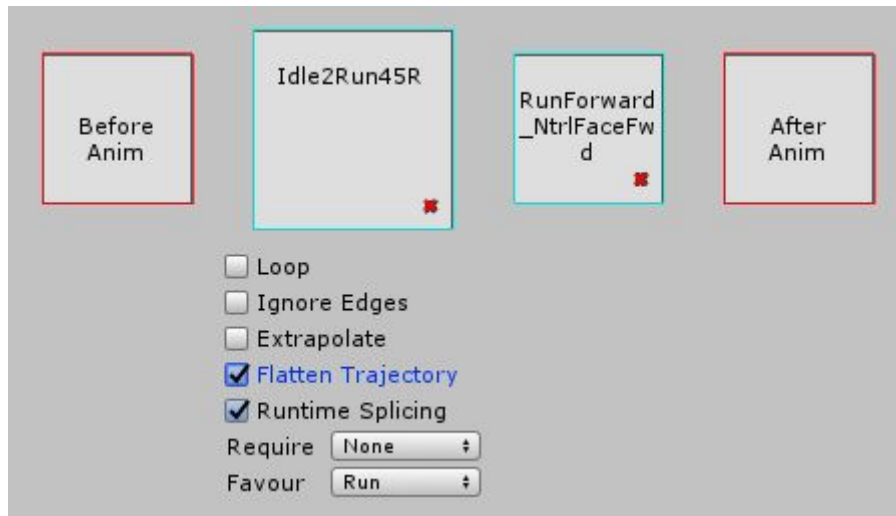 Before
Anim
Idle2Run45R
RunForward
_NtrlFaceFw
d
After
Anim
Loop
Ignore Edges
Extrapolate
Flatten Trajectory
Runtime Splicing
Require None
Favour Run